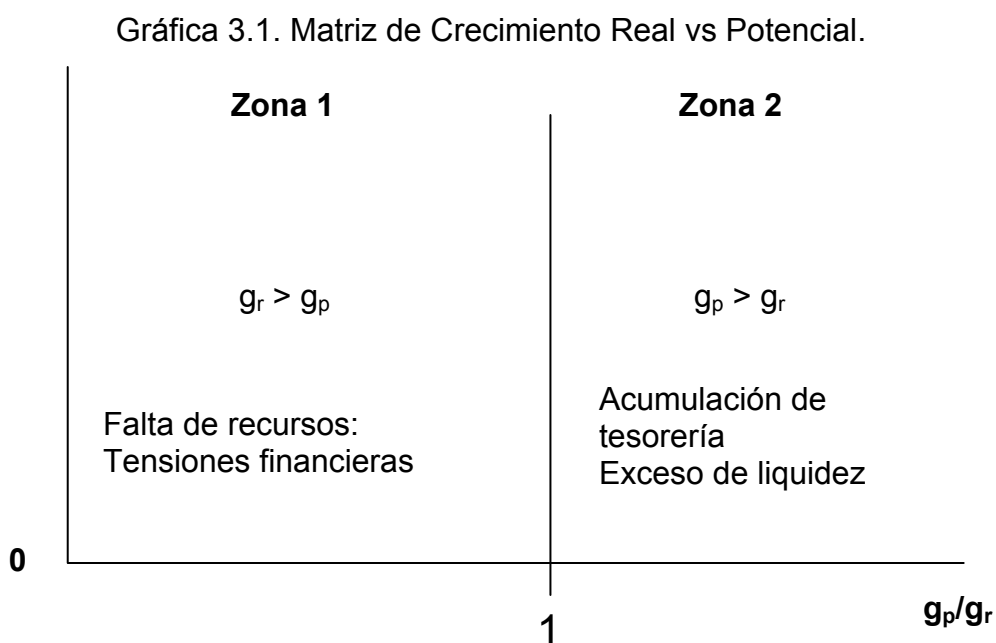 Gráfica 3.1. Matriz de Crecimiento Real vs Potencial.
Zona 1
Zona 2
gr > gp
gp > gr
Falta de recursos:
Tensiones financieras
Acumulación de
tesorería
Exceso de liquidez
0
1
gp/gr